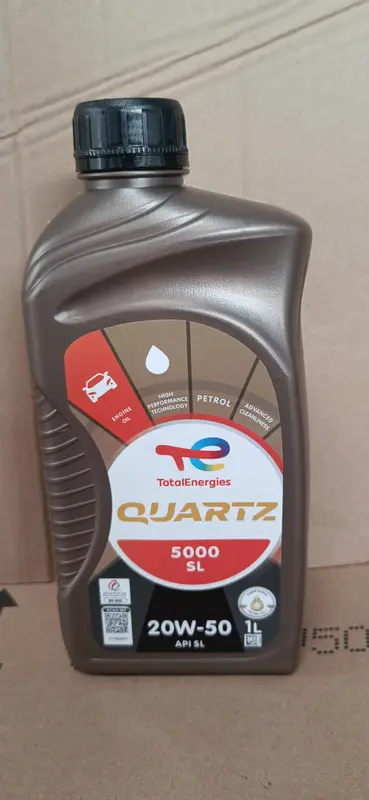 ENGINE
OIL
HIGH
PERFORMANCE
TECHNOLOGY
PETROL
ADVANCED
CLEANLINESS
TotalEnergies
QUARTZ
5000
SL
20W-50
1L
API SL